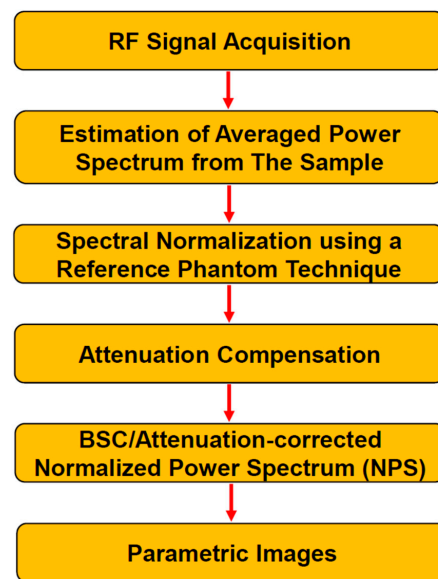 RF Signal Acquisition
Estimation of Averaged Power
Spectrum from The Sample
Spectral Normalization using a
Reference Phantom Technique
Attenuation Compensation
BSC/Attenuation-corrected
Normalized Power Spectrum (NPS)
Parametric Images